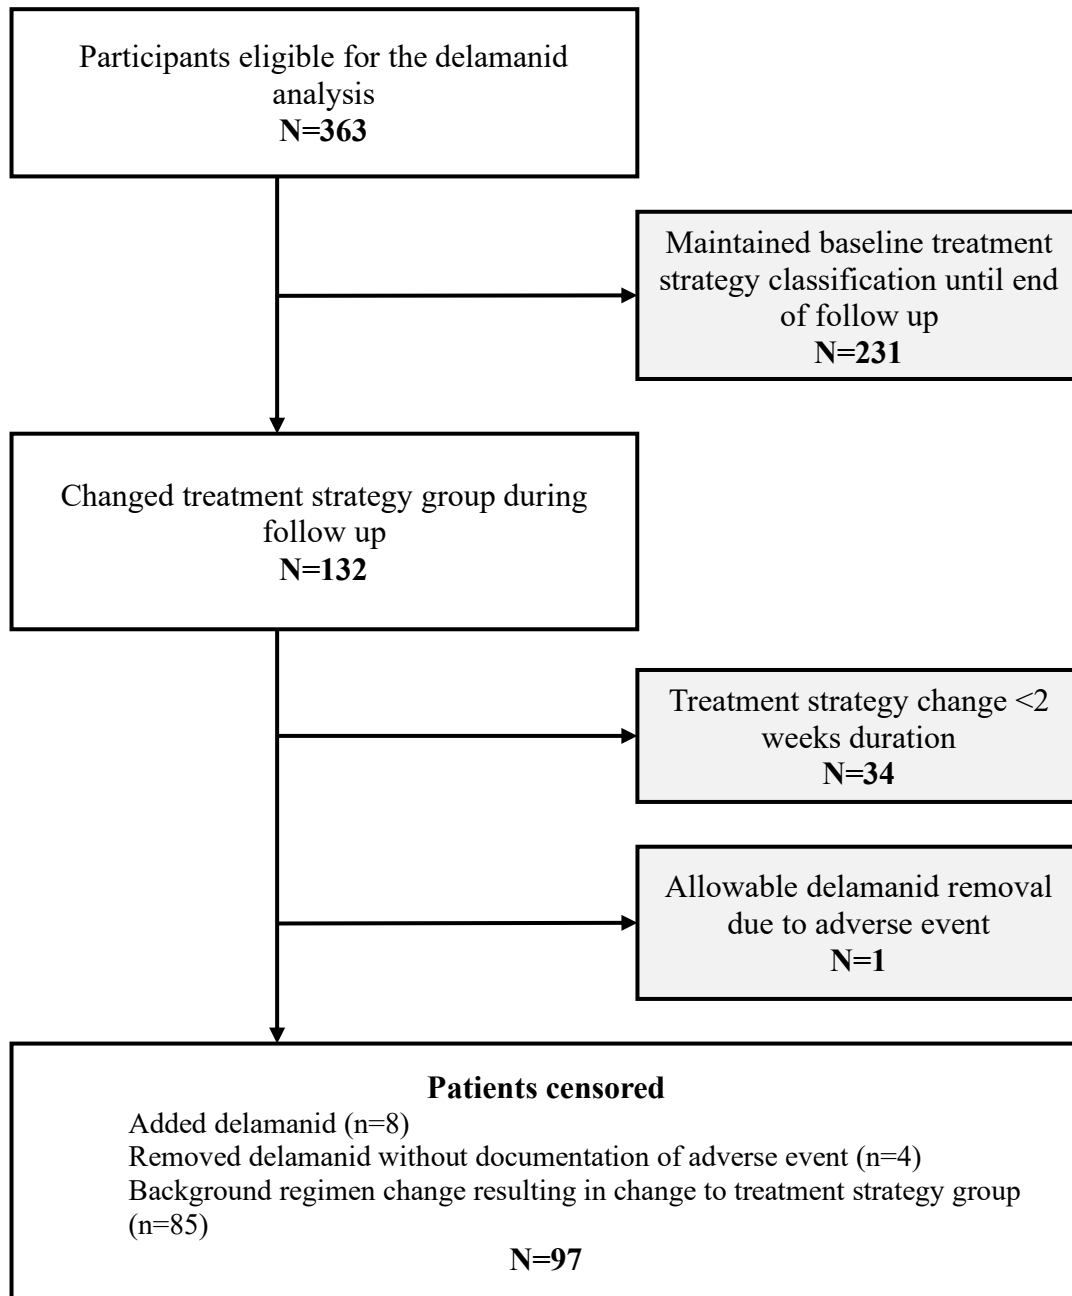 Participants eligible for the delamanid
analysis
N=363
Maintained baseline treatment
strategy classification until end
of follow up
N=231
Changed treatment strategy group during
follow up
N=132
Treatment strategy change <2
weeks duration
N=34
Allowable delamanid removal
due to adverse event
N=1
Patients censored
Added delamanid (n=8)
Removed delamanid without documentation of adverse event (n=4)
Background regimen change resulting in change to treatment strategy group
(n=85)
N=97